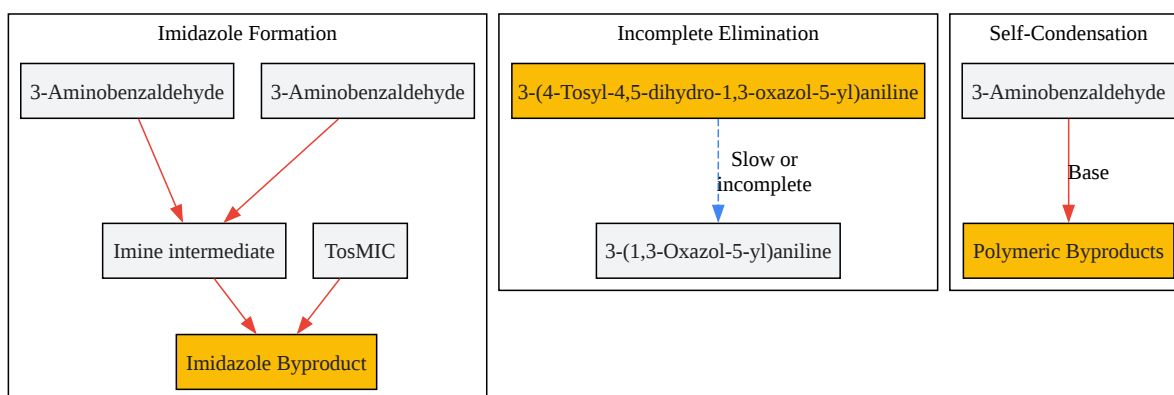 Imidazole Formation
3-Aminobenzaldehyde
3-Aminobenzaldehyde
Imine intermediate
TosMIC
Imidazole Byproduct
Incomplete Elimination
3-(4-Tosyl-4,5-dihydro-1,3-oxazol-5-yl)aniline
Slow or
incomplete
3-(1,3-Oxazol-5-yl)aniline
Self-Condensation
3-Aminobenzaldehyde
Base
Polymeric Byproducts